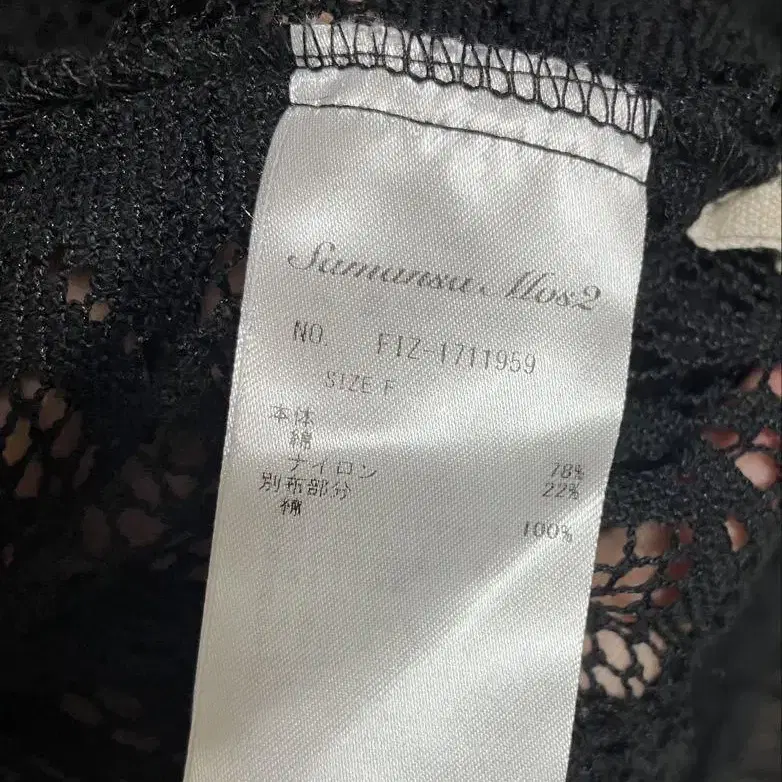 Samansa Mos2
NO. FIZ-1711959
SIZE F
本体
綿 78%
ナイロン 22%
別布部分
綿 100%